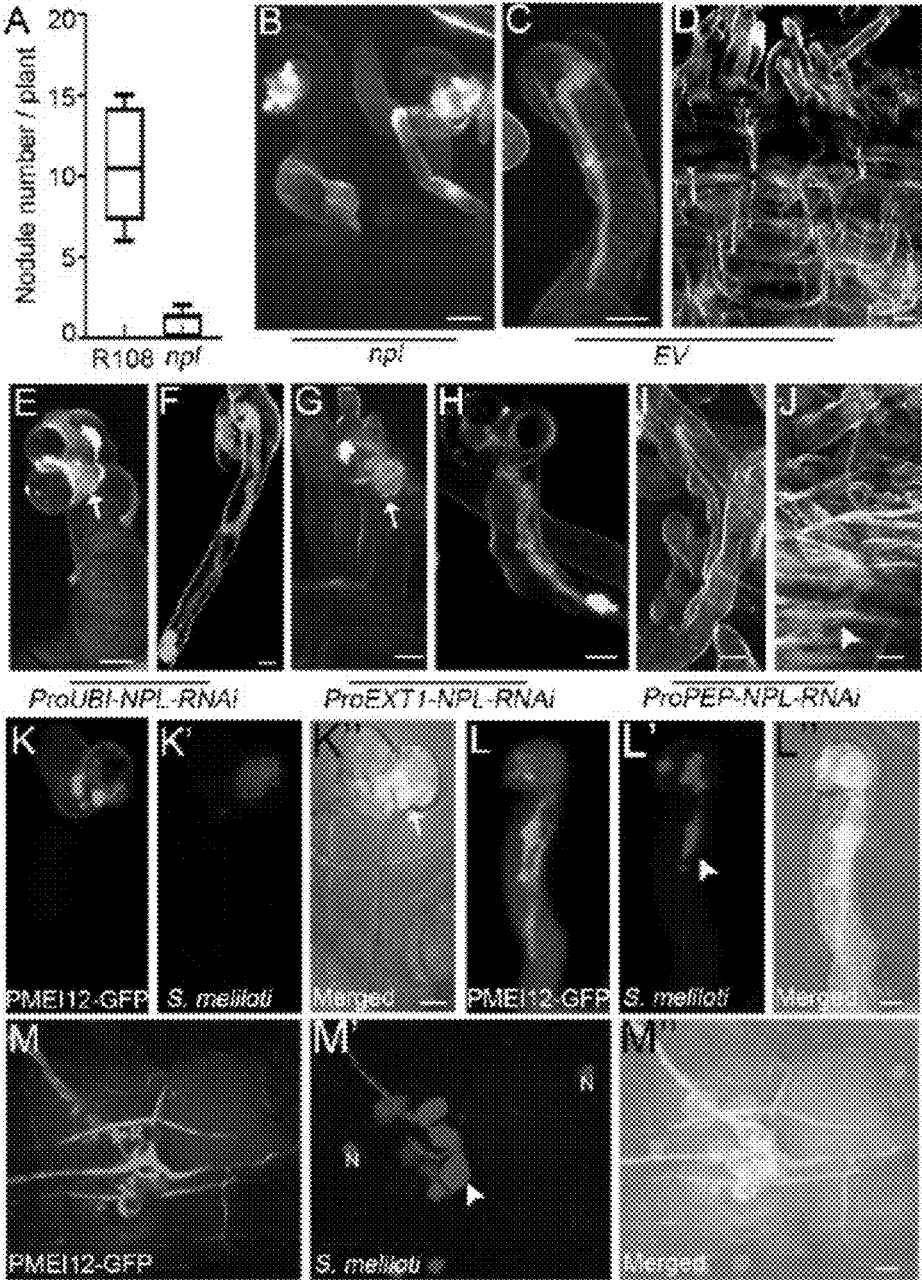 A
B
C
D
Nodule number / plant
20
15
10
5
0
R108 npl
npl
EV
E
F
G
H
I
J
ProUBI-NPL-RNAi
ProEXT1-NPL-RNAi
ProPEP-NPL-RNAi
K
K'
K''
L
L'
L''
PMEI12-GFP
S. meliloti
Merged
PMEI12-GFP
S. meliloti
Merged
M
M'
M''
N
N
PMEI12-GFP
S. meliloti
Merged